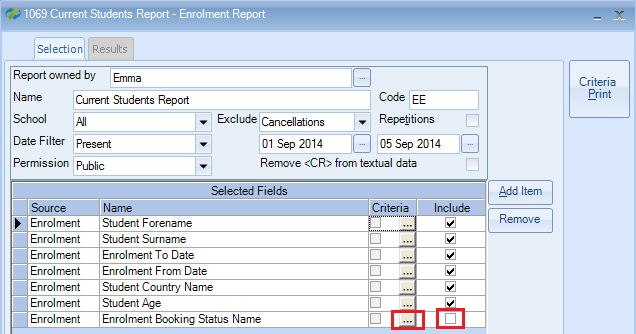 1069 Current Students Report - Enrolment Report
Selection Results
Report owned by Emma ...
Name Current Students Report Code EE
School All Exclude Cancellations Repetitions
Date Filter Present 01 Sep 2014 ... 05 Sep 2014 ...
Permission Public Remove <CR> from textual data
Criteria
Print
Selected Fields
Source Name Criteria Include
Enrolment Student Forename ...
Enrolment Student Surname ...
Enrolment Enrolment To Date ...
Enrolment Enrolment From Date ...
Enrolment Student Country Name ...
Enrolment Student Age ...
Enrolment Enrolment Booking Status Name ...
Add Item
Remove